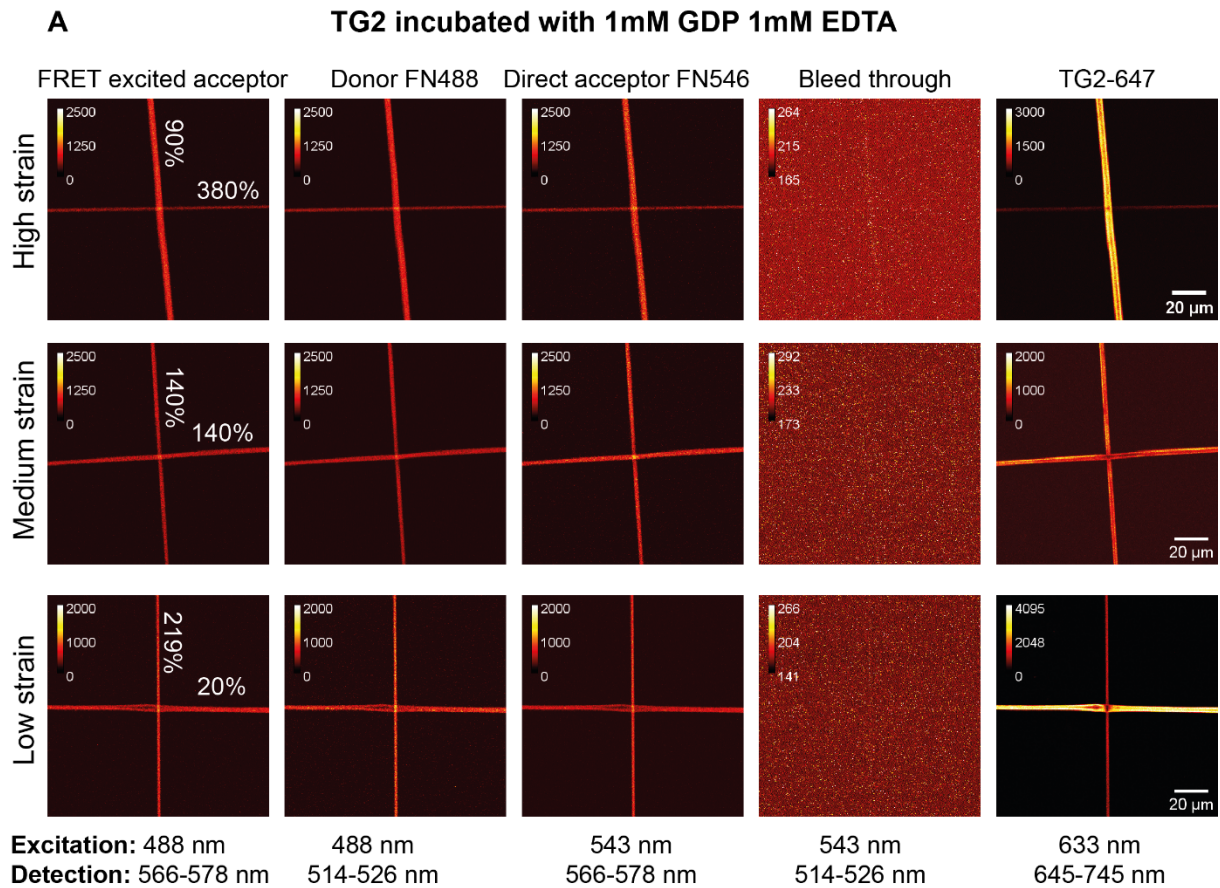 A TG2 incubated with 1mM GDP 1mM EDTA
FRET excited acceptor Donor FN488 Direct acceptor FN546 Bleed through TG2-647
High strain
2500 1250 0 90% 380%
2500 1250 0
2500 1250 0
264 215 165
3000 1500 0 20 µm
Medium strain
2500 1250 0 140% 140%
2500 1250 0
2500 1250 0
292 233 173
2000 1000 0 20 µm
Low strain
2000 1000 0 219% 20%
2000 1000 0
2000 1000 0
266 204 141
4095 2048 0 20 µm
Excitation: 488 nm 488 nm 543 nm 543 nm 633 nm
Detection: 566-578 nm 514-526 nm 566-578 nm 514-526 nm 645-745 nm